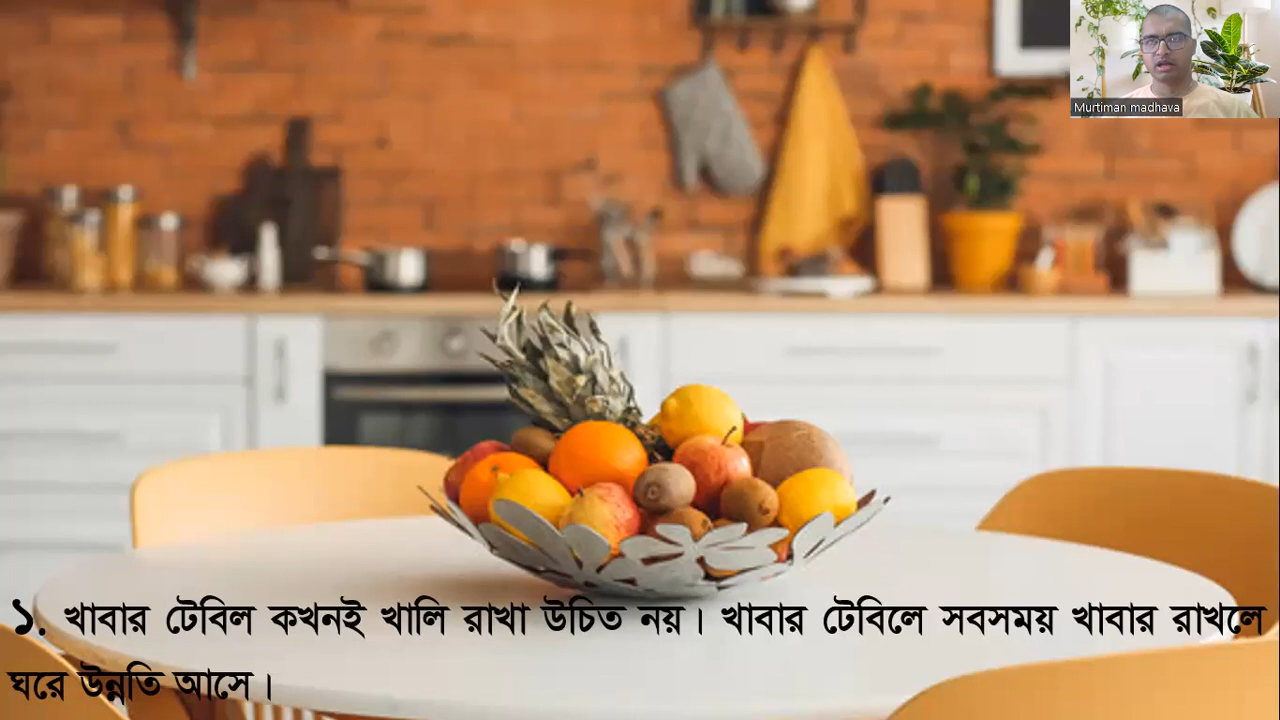 Murtiman madhava
১. খাবার টেবিল কখনই খালি রাখা উচিত নয়। খাবার টেবিলে সবসময় খাবার রাখলে
ঘরে উন্নতি আসে।